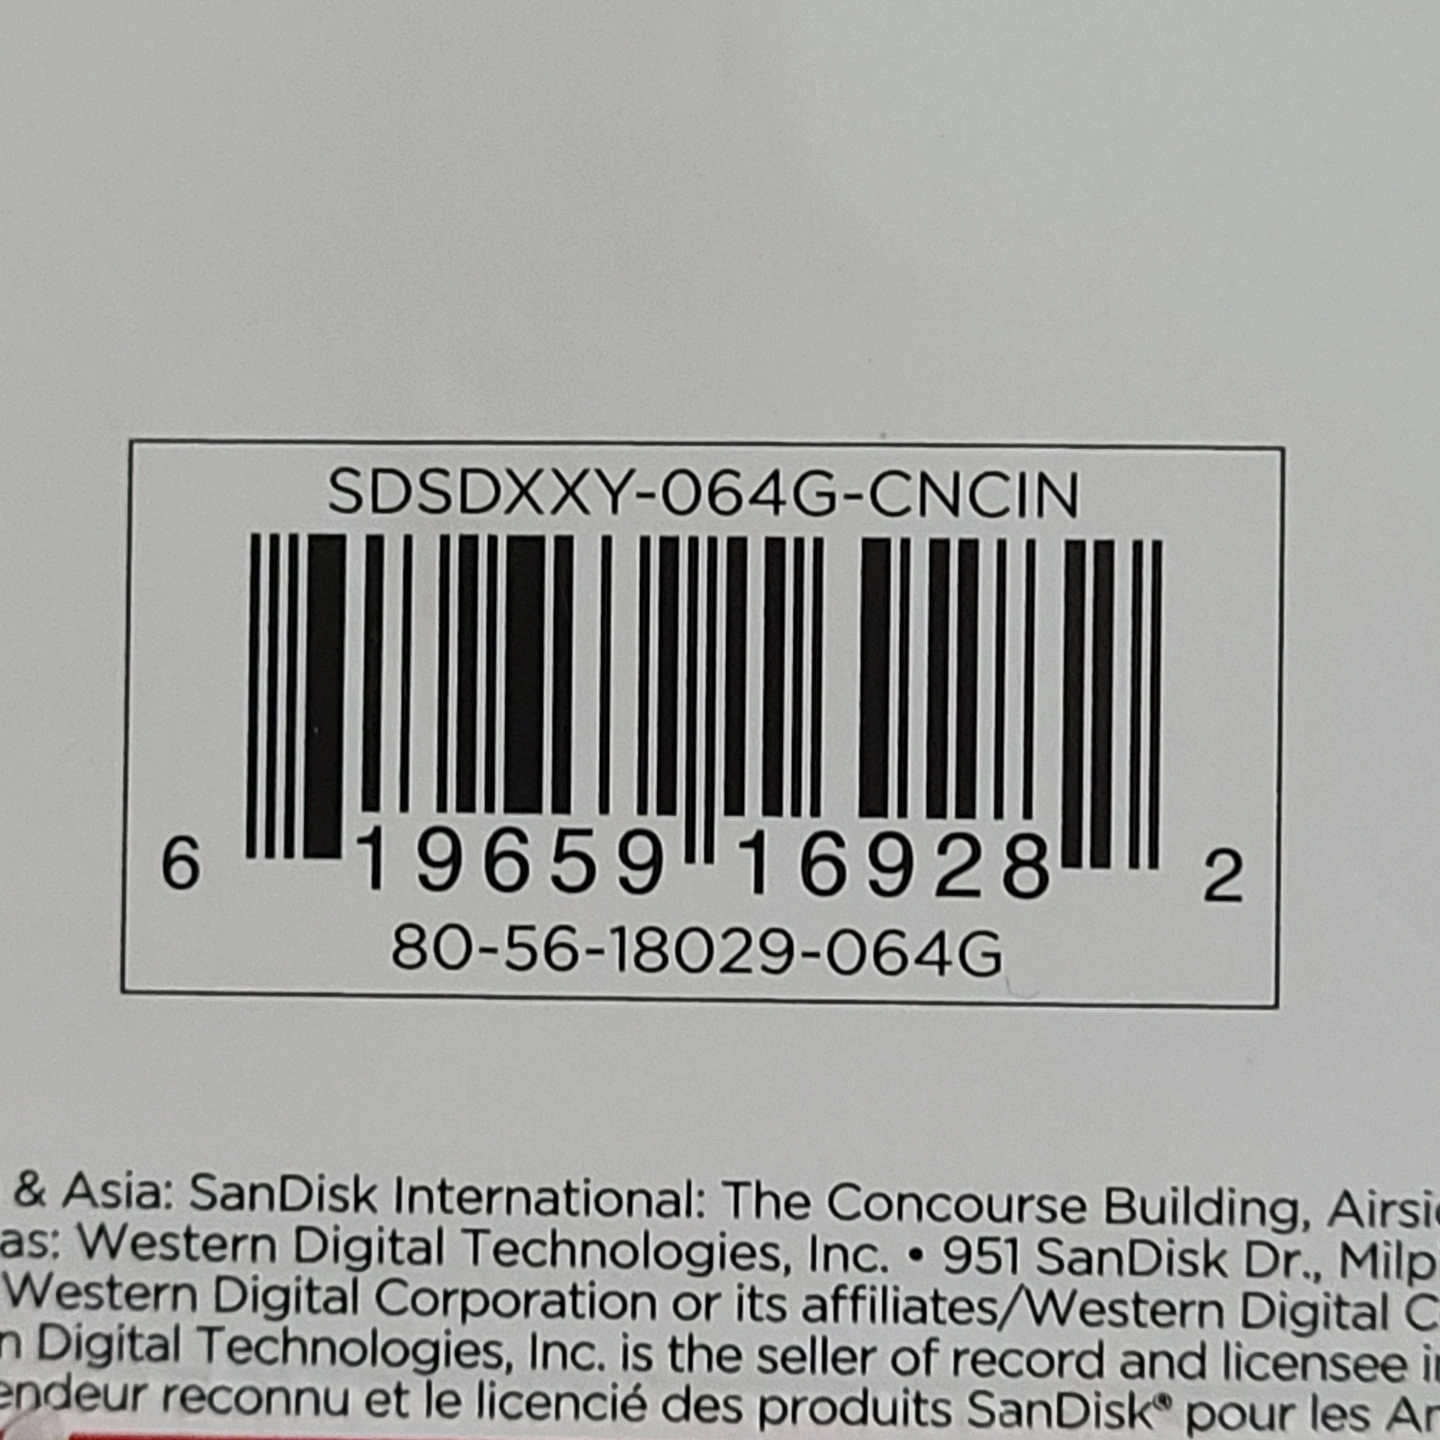 SDSDXXY-064G-CNCIN
6 19659 16928 2
80-56-18029-064G
& Asia: SanDisk International: The Concourse Building,
as: Western Digital Technologies, Inc. • 951 SanDisk Dr.,
Western Digital Corporation or its affiliates/Western Digital
n Digital Technologies, Inc. is the seller of record and licensee
endeur reconnu et le licencié des produits SanDisk® pour les